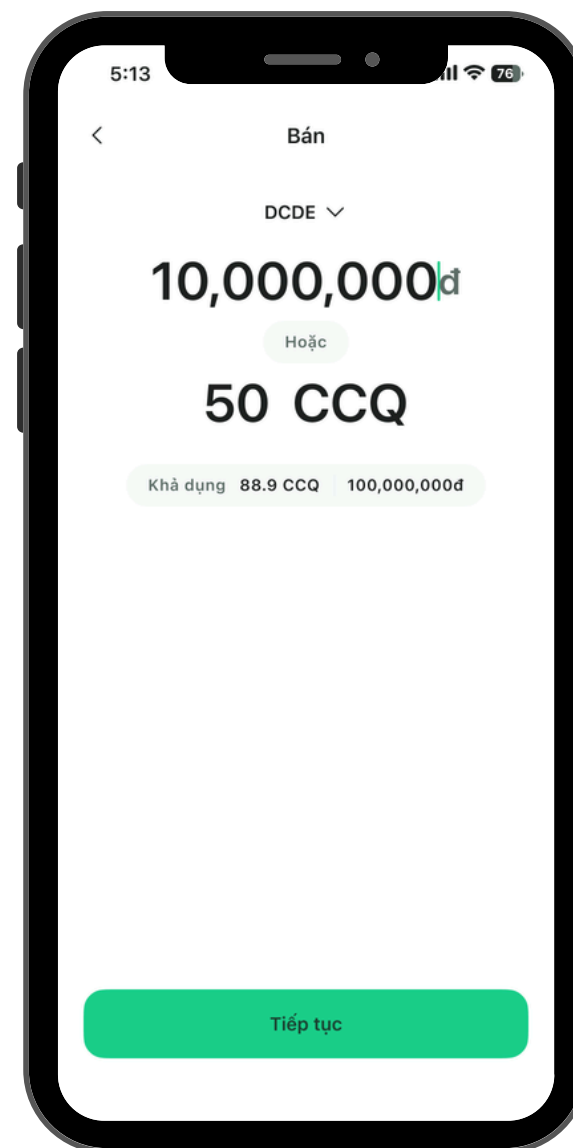 5:13 76
Bán
DCDE
10,000,000đ
Hoặc
50 CCQ
Khả dụng 88.9 CCQ 100,000,000đ
Tiếp tục